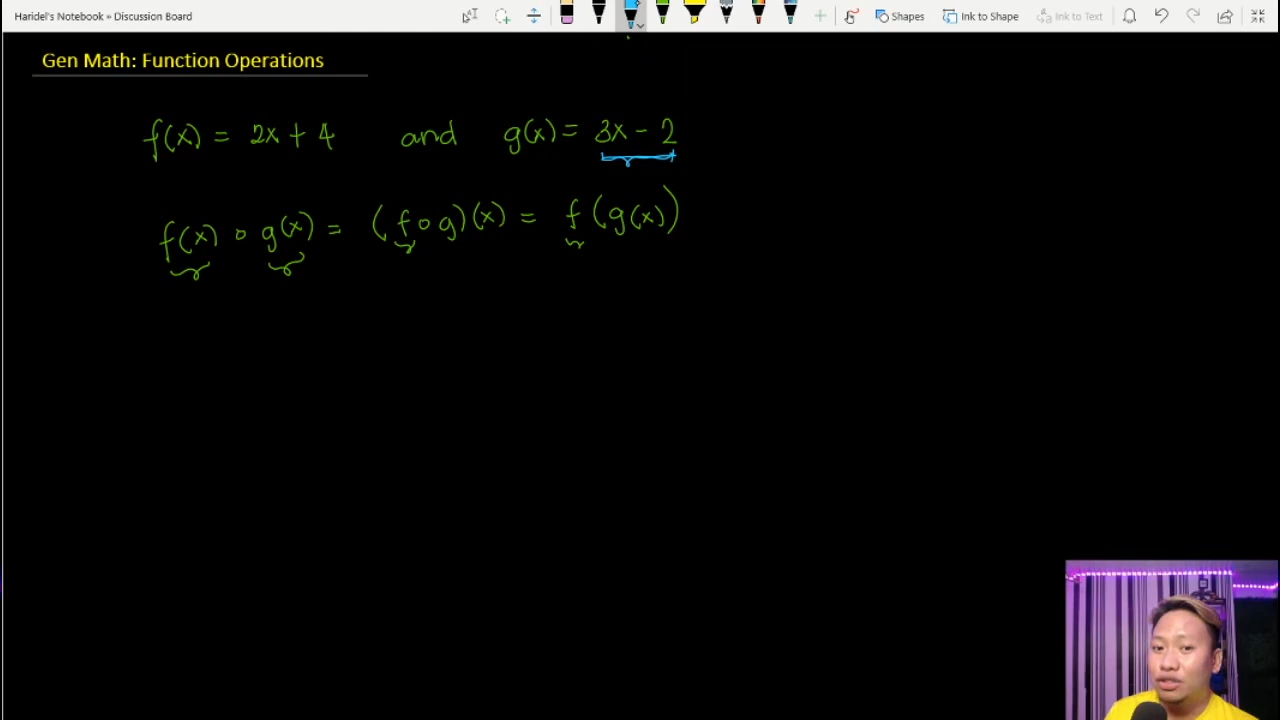 Haridel's Notebook » Discussion Board
Shapes Ink to Shape Ink to Text
Gen Math: Function Operations
f(x) = 2x + 4 and g(x) = 3x - 2
f(x) ∘ g(x) = (f ∘ g)(x) = f(g(x))